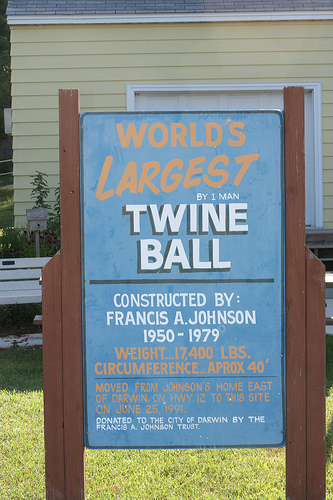 WORLD'S
LARGEST
BY 1 MAN
TWINE
BALL
CONSTRUCTED BY:
FRANCIS A. JOHNSON
1950 - 1979
WEIGHT...17,400 LBS.
CIRCUMFERENCE... APROX 40'
MOVED FROM JOHNSON'S HOME EAST
OF DARWIN ON HWY 12 TO THIS SITE
ON JUNE 25, 1991.
DONATED TO THE CITY OF DARWIN BY THE
FRANCIS A. JOHNSON TRUST.